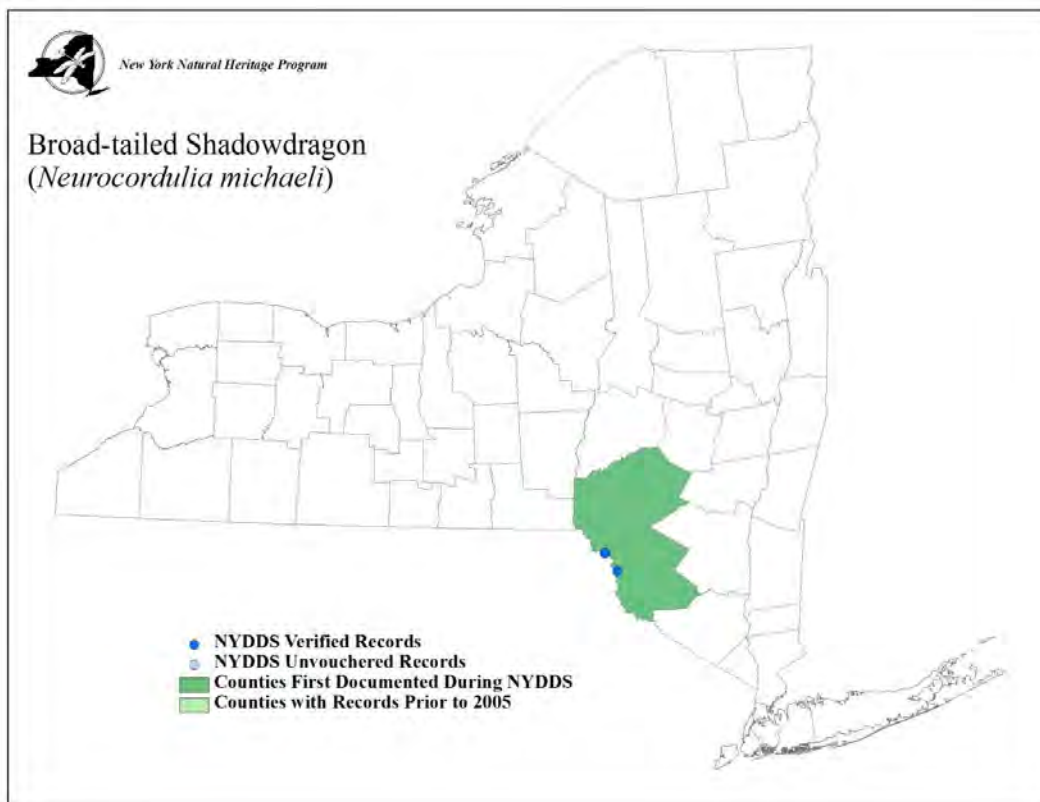 New York Natural Heritage Program
Broad-tailed Shadowdragon
(Neurocordulia michaeli)
NYDDS Verified Records
NYDDS Unvouchered Records
Counties First Documented During NYDDS
Counties with Records Prior to 2005